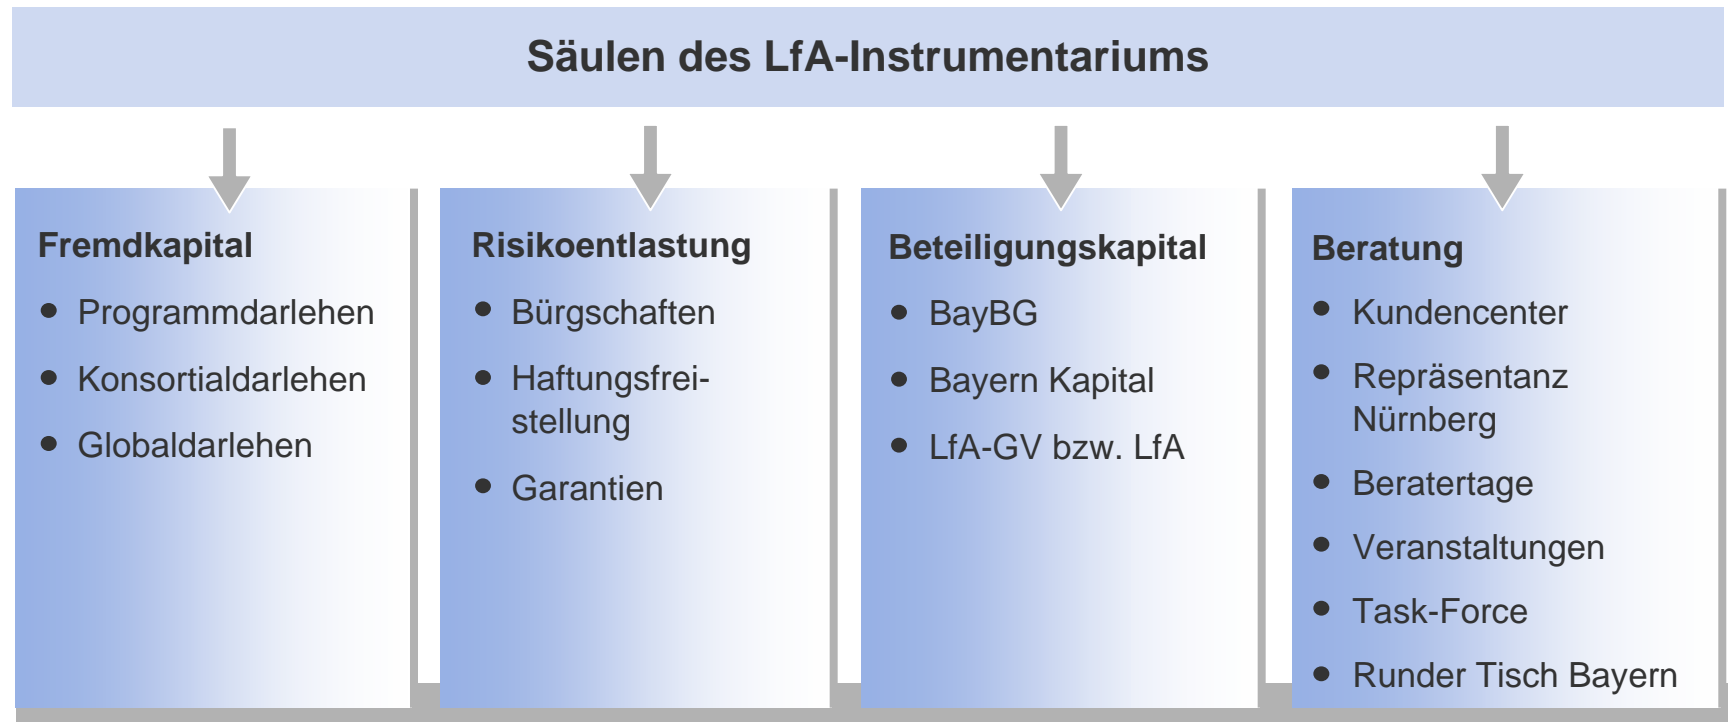 Säulen des LfA-Instrumentariums
Fremdkapital
• Programmdarlehen
• Konsortialdarlehen
• Globaldarlehen
Risikoentlastung
• Bürgschaften
• Haftungsfrei-
stellung
• Garantien
Beteiligungskapital
• BayBG
• Bayern Kapital
• LfA-GV bzw. LfA
Beratung
• Kundencenter
• Repräsentanz
Nürnberg
• Beratertage
• Veranstaltungen
• Task-Force
• Runder Tisch Bayern